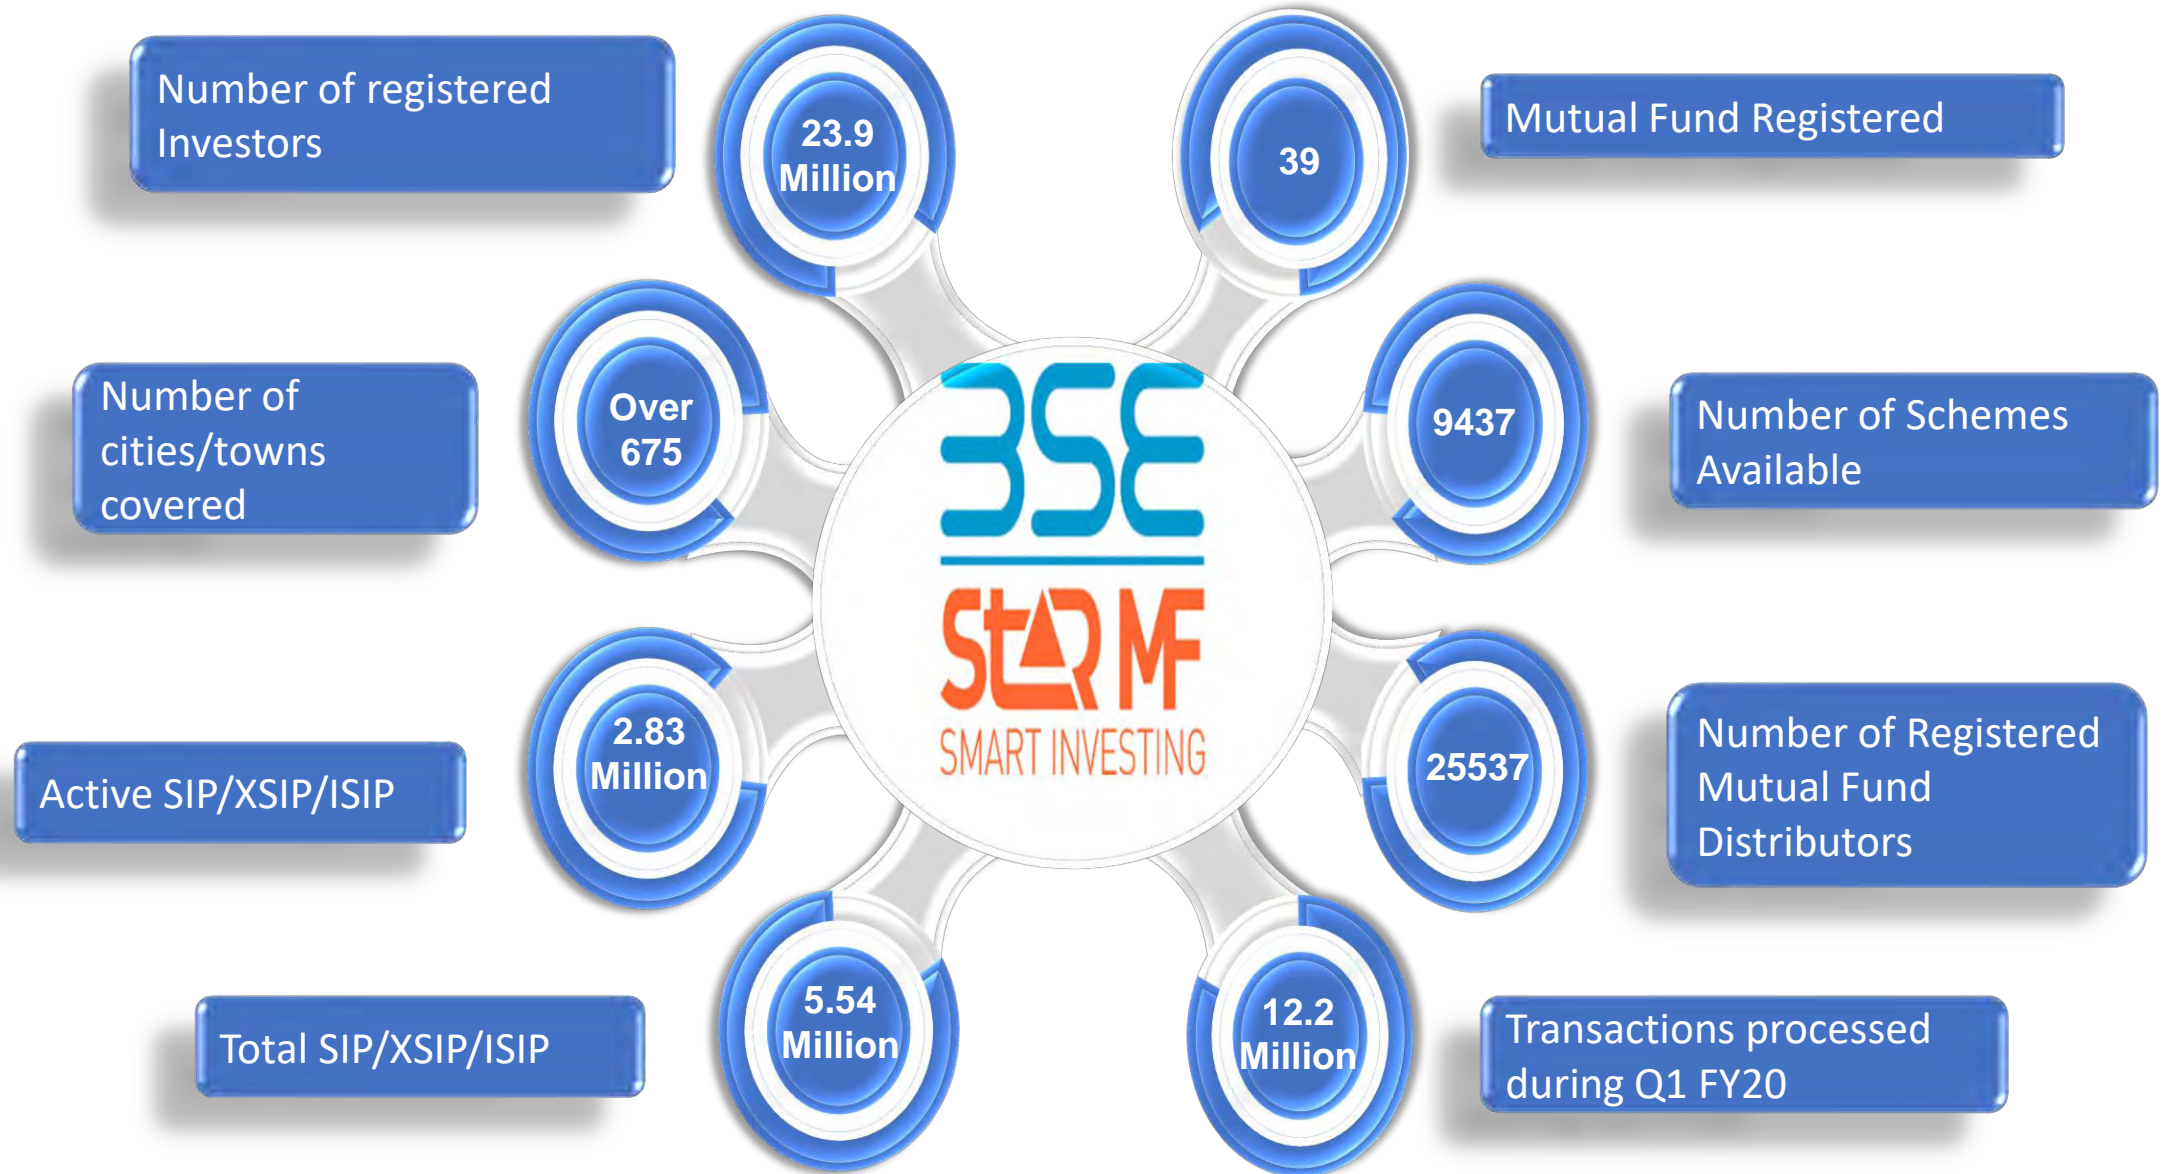 Number of registered
Investors
23.9
Million
39
Mutual Fund Registered
Number of
cities/towns
covered
Over
675
9437
Number of Schemes
Available
BSE
StAR MF
SMART INVESTING
Active SIP/XSIP/ISIP
2.83
Million
25537
Number of Registered
Mutual Fund
Distributors
Total SIP/XSIP/ISIP
5.54
Million
12.2
Million
Transactions processed
during Q1 FY20